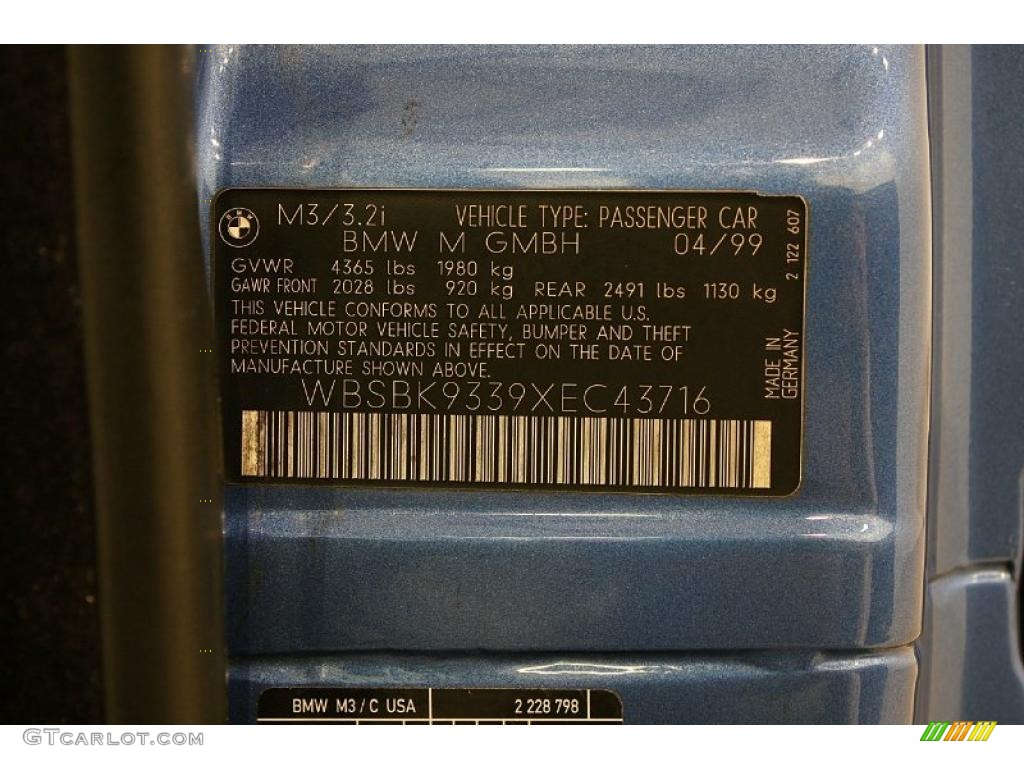 M3/3.2i VEHICLE TYPE: PASSENGER CAR
BMW M GMBH 04/99
GVWR 4365 lbs 1980 kg
GAWR FRONT 2028 lbs 920 kg REAR 2491 lbs 1130 kg
THIS VEHICLE CONFORMS TO ALL APPLICABLE U.S.
FEDERAL MOTOR VEHICLE SAFETY, BUMPER AND THEFT
PREVENTION STANDARDS IN EFFECT ON THE DATE OF
MANUFACTURE SHOWN ABOVE.
WBSBK9339XEC43716
2 122 607
MADE IN
GERMANY
BMW M3 / C USA 2 228 798
GTcarlot.com